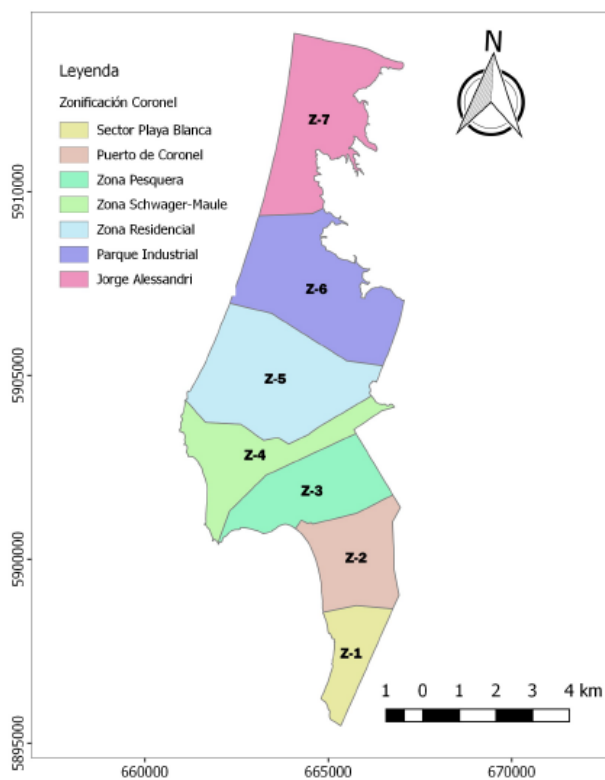 N
Leyenda
Zonificación Coronel
Sector Playa Blanca
Puerto de Coronel
Zona Pesquera
Zona Schwager-Maule
Zona Residencial
Parque Industrial
Jorge Alessandri
Z-7
Z-6
Z-5
Z-4
Z-3
Z-2
Z-1
5910000
5905000
5900000
5895000
1 0 1 2 3 4 km
660000 665000 670000